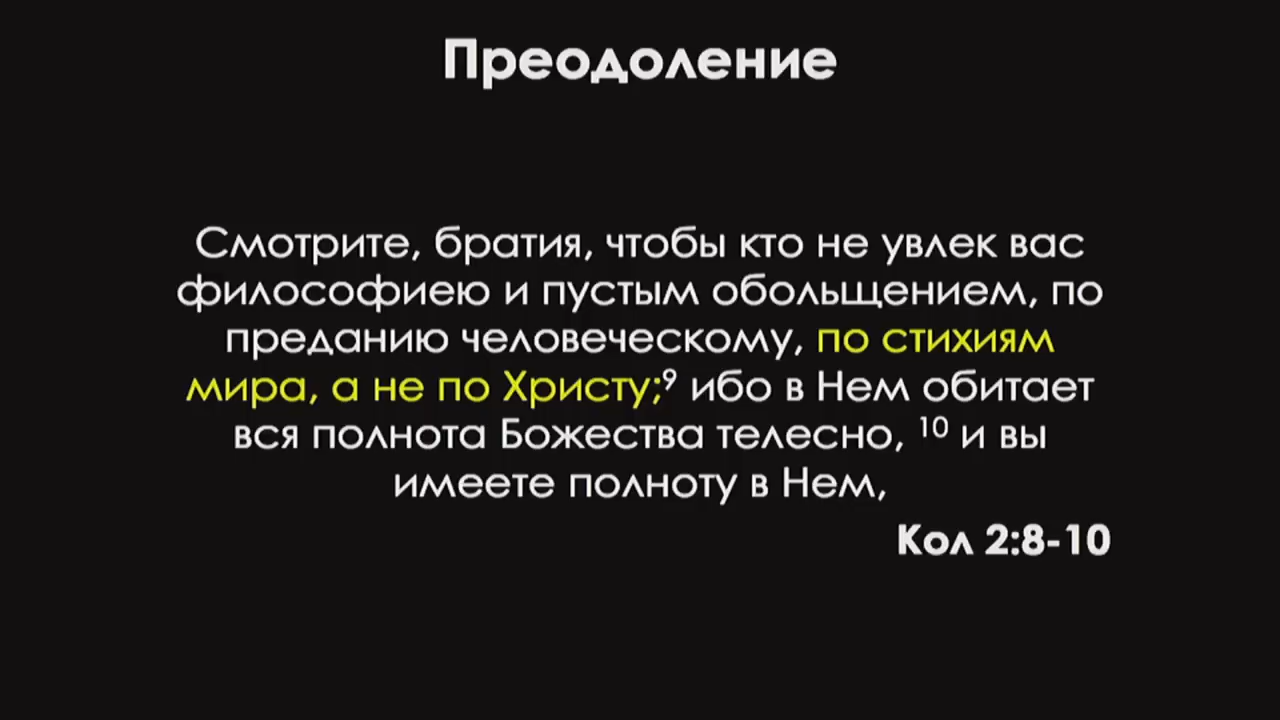 Преодоление
Смотрите, братия, чтобы кто не увлек вас
философиею и пустым обольщением, по
преданию человеческому, по стихиям
мира, а не по Христу;⁹ ибо в Нем обитает
вся полнота Божества телесно, ¹⁰ и вы
имеете полноту в Нем,
Кол 2:8-10